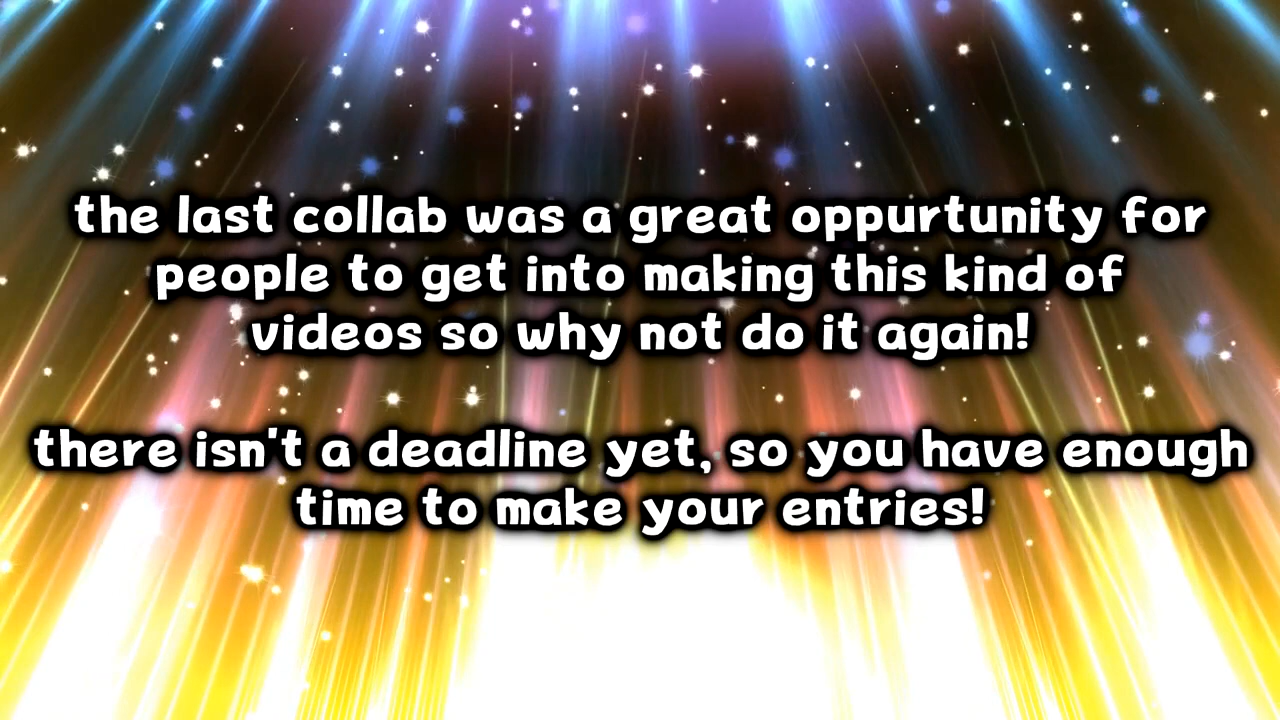 the last collab was a great oppurtunity for
people to get into making this kind of
videos so why not do it again!
there isn't a deadline yet, so you have enough
time to make your entries!